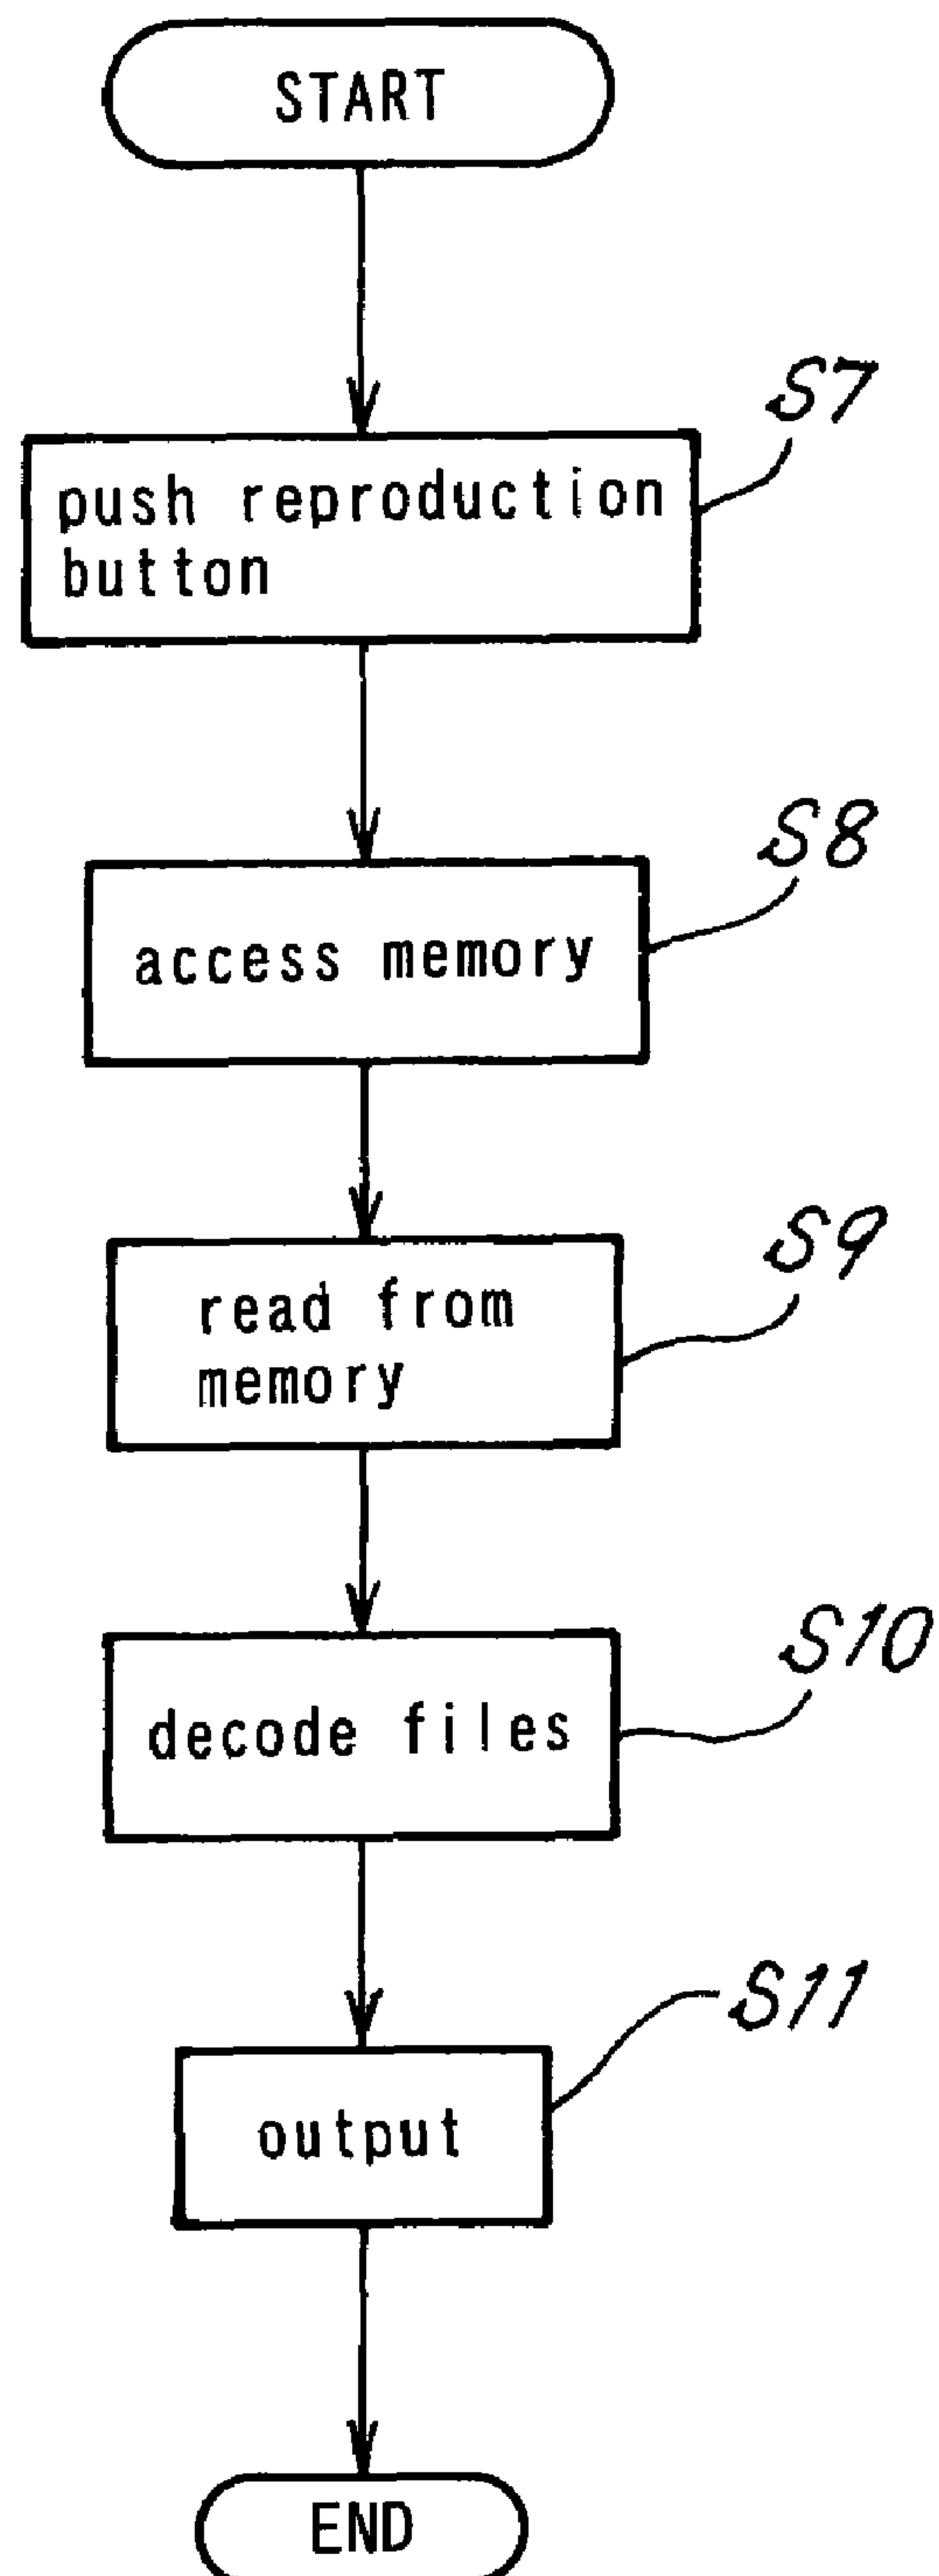 START
S7
push reproduction
button
S8
access memory
S9
read from
memory
S10
decode files
S11
output
END